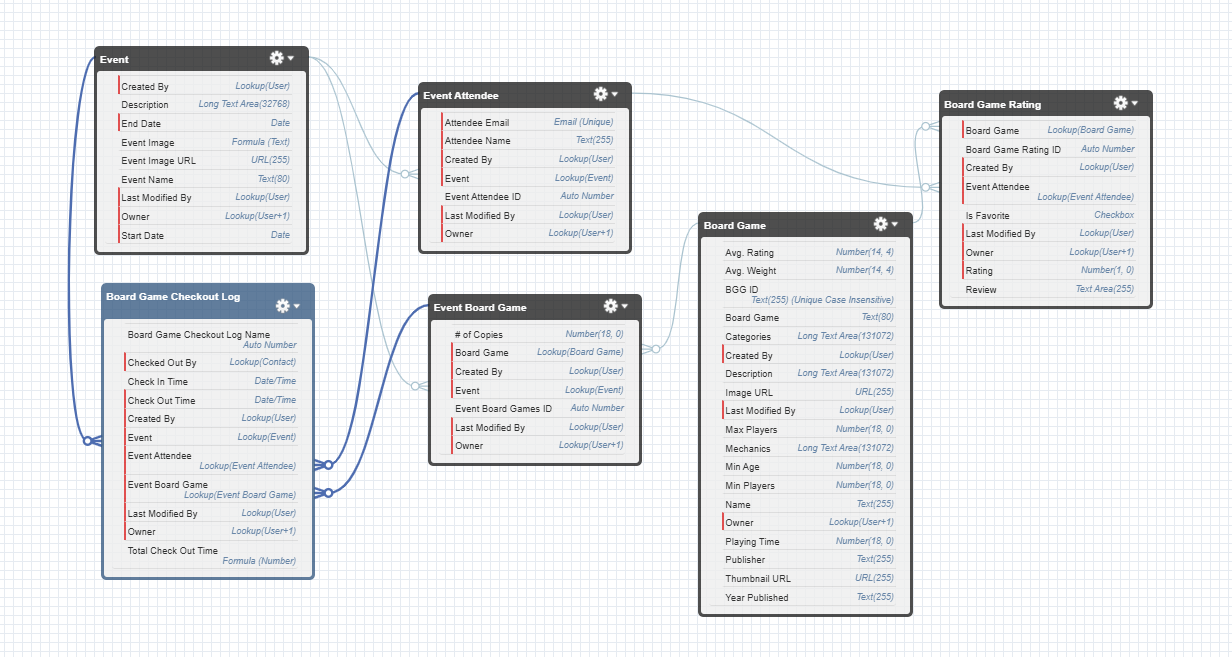 Event
Created By Lookup(User)
Description Long Text Area(32768)
End Date Date
Event Image Formula (Text)
Event Image URL URL(255)
Event Name Text(80)
Last Modified By Lookup(User)
Owner Lookup(User+1)
Start Date Date
Board Game Checkout Log
Board Game Checkout Log Name
Auto Number
Checked Out By Lookup(Contact)
Check In Time Date/Time
Check Out Time Date/Time
Created By Lookup(User)
Event Lookup(Event)
Event Attendee
Lookup(Event Attendee)
Event Board Game
Lookup(Event Board Game)
Last Modified By Lookup(User)
Owner Lookup(User+1)
Total Check Out Time
Formula (Number)
Event Attendee
Attendee Email Email (Unique)
Attendee Name Text(255)
Created By Lookup(User)
Event Lookup(Event)
Event Attendee ID Auto Number
Last Modified By Lookup(User)
Owner Lookup(User+1)
Event Board Game
# of Copies Number(18, 0)
Board Game Lookup(Board Game)
Created By Lookup(User)
Event Lookup(Event)
Event Board Games ID Auto Number
Last Modified By Lookup(User)
Owner Lookup(User+1)
Board Game
Avg. Rating Number(14, 4)
Avg. Weight Number(14, 4)
BGG ID
Text(255) (Unique Case Insensitive)
Board Game Text(80)
Categories Long Text Area(131072)
Created By Lookup(User)
Description Long Text Area(131072)
Image URL URL(255)
Last Modified By Lookup(User)
Max Players Number(18, 0)
Mechanics Long Text Area(131072)
Min Age Number(18, 0)
Min Players Number(18, 0)
Name Text(255)
Owner Lookup(User+1)
Playing Time Number(18, 0)
Publisher Text(255)
Thumbnail URL URL(255)
Year Published Text(255)
Board Game Rating
Board Game Lookup(Board Game)
Board Game Rating ID Auto Number
Created By Lookup(User)
Event Attendee
Lookup(Event Attendee)
Is Favorite Checkbox
Last Modified By Lookup(User)
Owner Lookup(User+1)
Rating Number(1, 0)
Review Text Area(255)